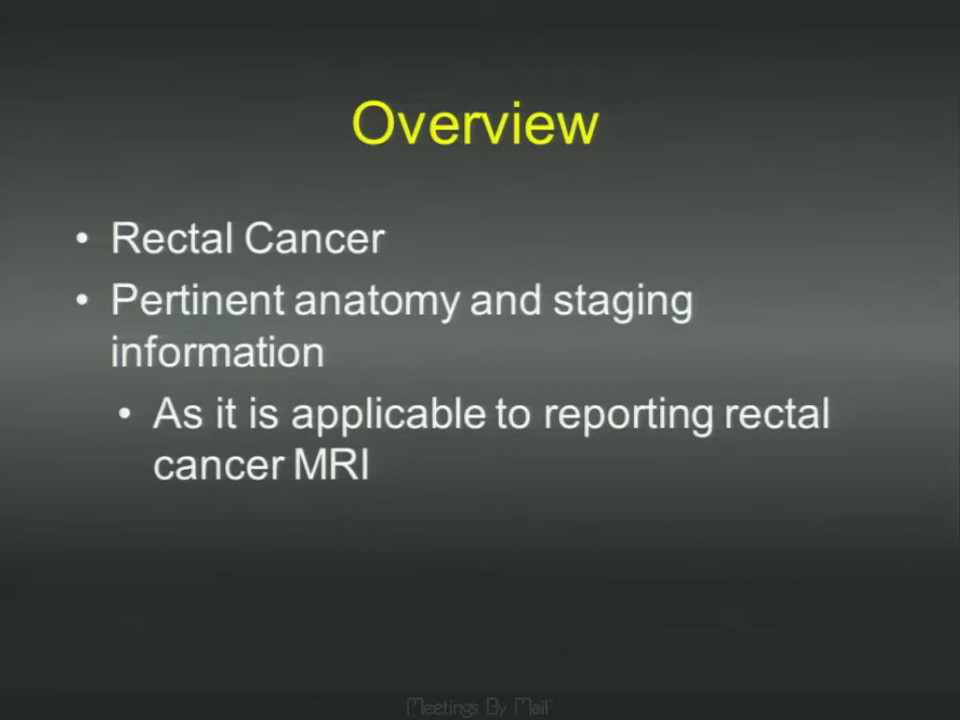 Overview
• Rectal Cancer
• Pertinent anatomy and staging
information
• As it is applicable to reporting rectal
cancer MRI
Meetings By Mail